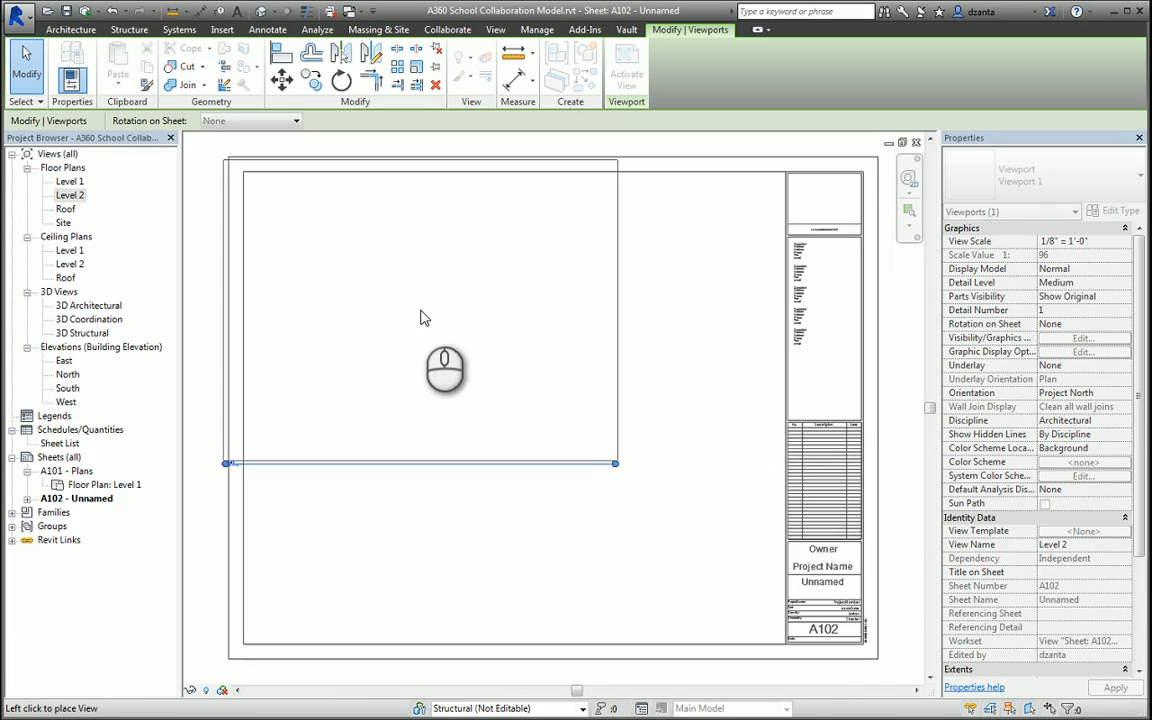 A360 School Collaboration Model.rvt - Sheet: A102 - Unnamed
Type a keyword or phrase
dzanta
Architecture Structure Systems Insert Annotate Analyze Massing & Site Collaborate View Manage Add-Ins Vault Modify | Viewports
Modify
Paste
Cope
Cut
Join
Activate View
Select Properties Clipboard Geometry Modify View Measure Create Viewport
Modify | Viewports Rotation on Sheet: None
Project Browser - A360 School Collab...
Views (all)
Floor Plans
Level 1
Level 2
Roof
Site
Ceiling Plans
Level 1
Level 2
Roof
3D Views
3D Architectural
3D Coordination
3D Structural
Elevations (Building Elevation)
East
North
South
West
Legends
Schedules/Quantities
Sheet List
Sheets (all)
A101 - Plans
Floor Plan: Level 1
A102 - Unnamed
Families
Groups
Revit Links
Owner
Project Name
Unnamed
A102
Properties
Viewport
Viewport 1
Viewports (1) Edit Type
Graphics
View Scale 1/8" = 1'-0"
Scale Value 1: 96
Display Model Normal
Detail Level Medium
Parts Visibility Show Original
Detail Number 1
Rotation on Sheet None
Visibility/Graphics ... Edit...
Graphic Display Opt... Edit...
Underlay None
Underlay Orientation Plan
Orientation Project North
Wall Join Display Clean all wall joins
Discipline Architectural
Show Hidden Lines By Discipline
Color Scheme Loca... Background
Color Scheme <none>
System Color Sche... Edit...
Default Analysis Dis... None
Sun Path
Identity Data
View Template <None>
View Name Level 2
Dependency Independent
Title on Sheet
Sheet Number A102
Sheet Name Unnamed
Referencing Sheet
Referencing Detail
Workset View "Sheet: A102...
Edited by dzanta
Extents
Properties help Apply
Left click to place View
Structural (Not Editable)
:0
Main Model
:0